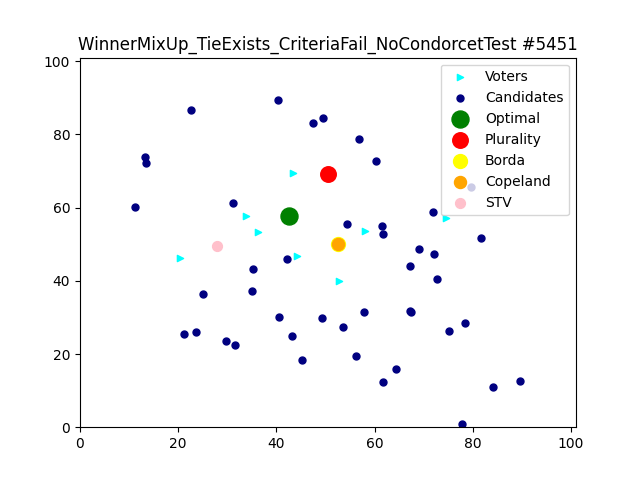 WinnerMixUp_TieExists_CriteriaFail_NoCondorcetTest #5451
Voters
Candidates
Optimal
Plurality
Borda
Copeland
STV
100
80
60
40
20
0
0 20 40 60 80 100